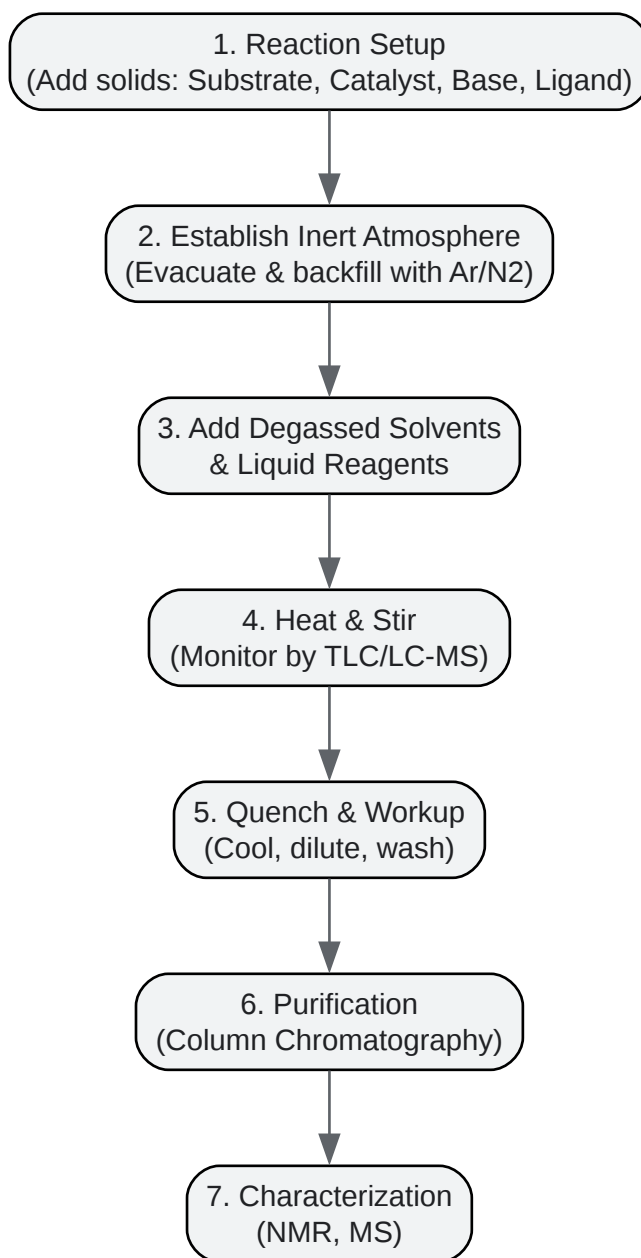 1. Reaction Setup
(Add solids: Substrate, Catalyst, Base, Ligand)
2. Establish Inert Atmosphere
(Evacuate & backfill with Ar/N2)
3. Add Degassed Solvents
& Liquid Reagents
4. Heat & Stir
(Monitor by TLC/LC-MS)
5. Quench & Workup
(Cool, dilute, wash)
6. Purification
(Column Chromatography)
7. Characterization
(NMR, MS)